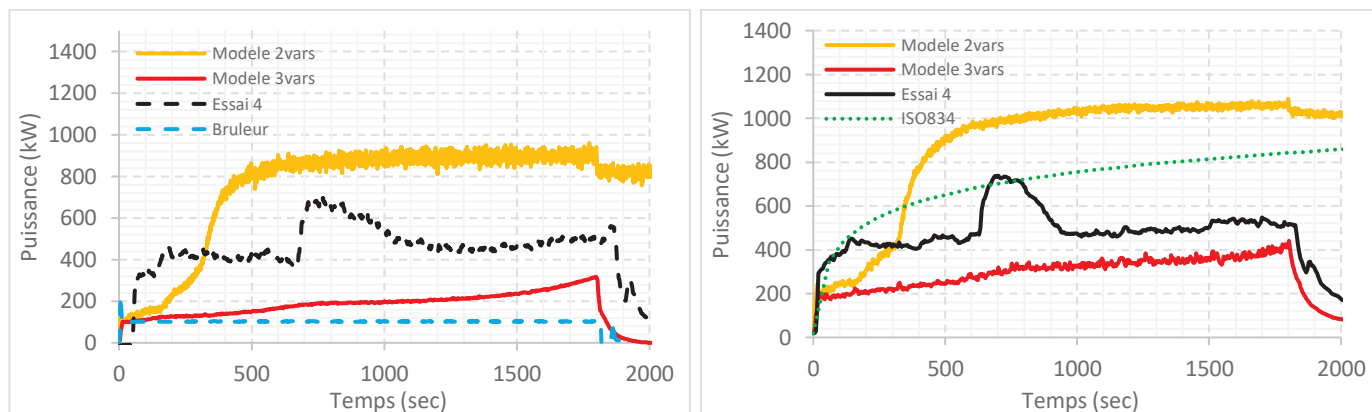 1400
1200
1000
800
600
400
200
0
Puissance (kW)
Modele 2vars
Modele 3vars
Essai 4
Bruleur
0
500
1000
1500
2000
Temps (sec)
1400
1200
1000
800
600
400
200
0
Puissance (kW)
Modele 2vars
Modele 3vars
Essai 4
ISO834
0
500
1000
1500
2000
Temps (sec)